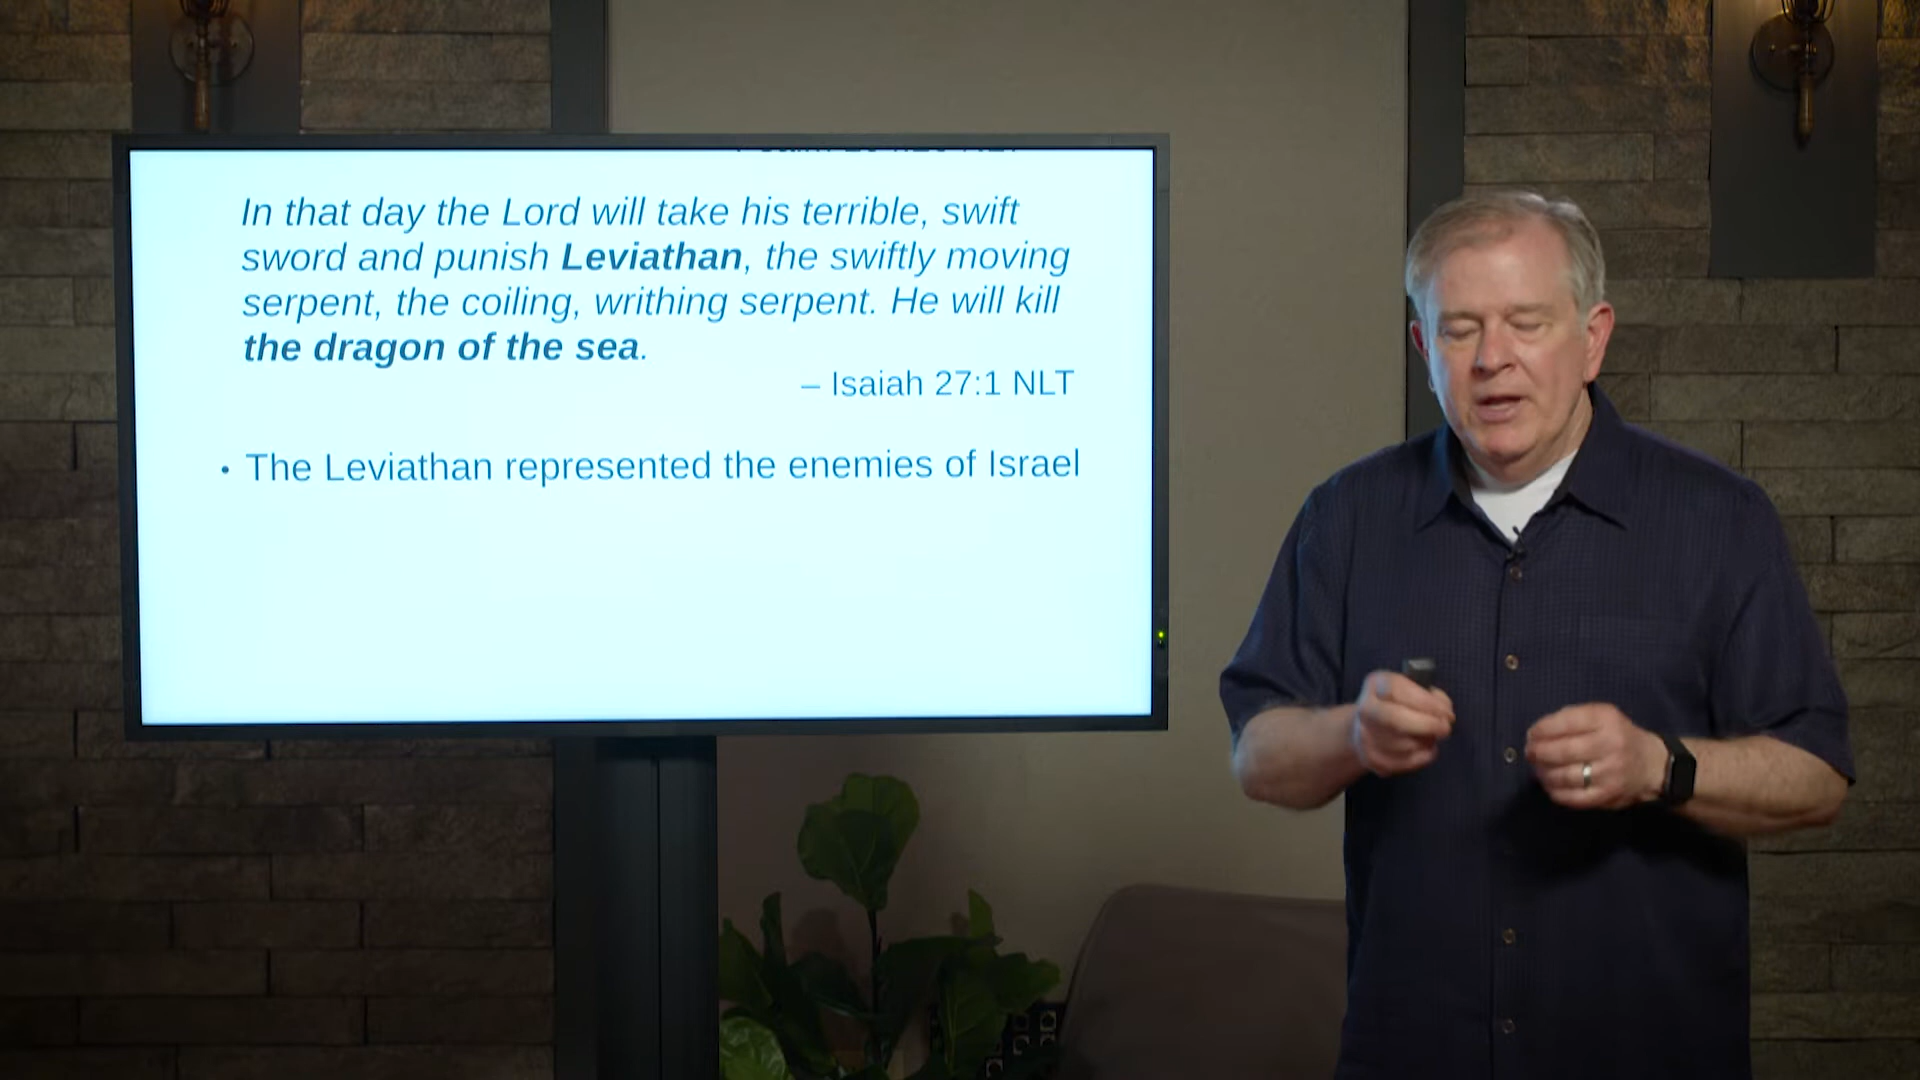 In that day the Lord will take his terrible, swift
sword and punish Leviathan, the swiftly moving
serpent, the coiling, writhing serpent. He will kill
the dragon of the sea.
– Isaiah 27:1 NLT
• The Leviathan represented the enemies of Israel